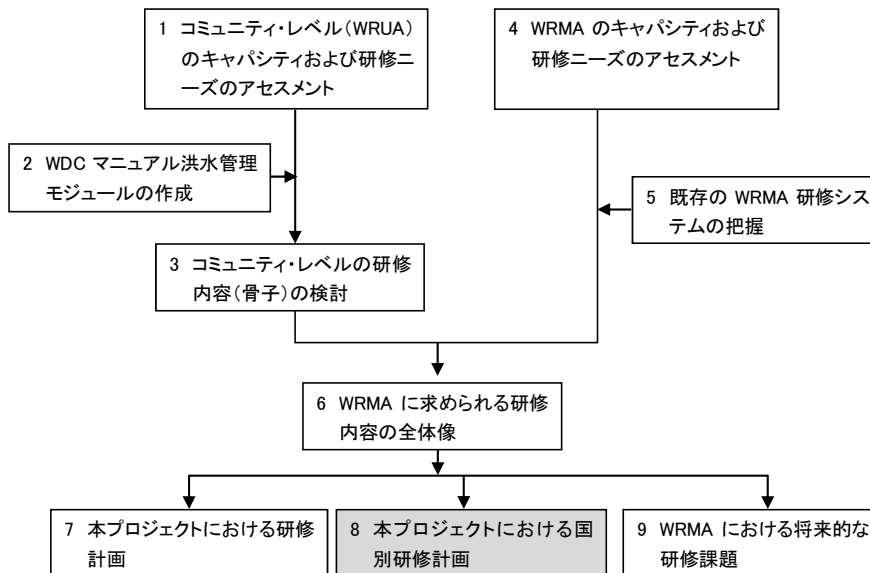 1 コミュニティ・レベル(WRUA)
のキャパシティおよび研修ニ
ーズのアセスメント
4 WRMA のキャパシティおよび
研修ニーズのアセスメント
2 WDC マニュアル洪水管理
モジュールの作成
5 既存の WRMA 研修シス
テムの把握
3 コミュニティ・レベルの研修
内容(骨子)の検討
6 WRMA に求められる研修
内容の全体像
7 本プロジェクトにおける研修
計画
8 本プロジェクトにおける国
別研修計画
9 WRMA における将来的な
研修課題